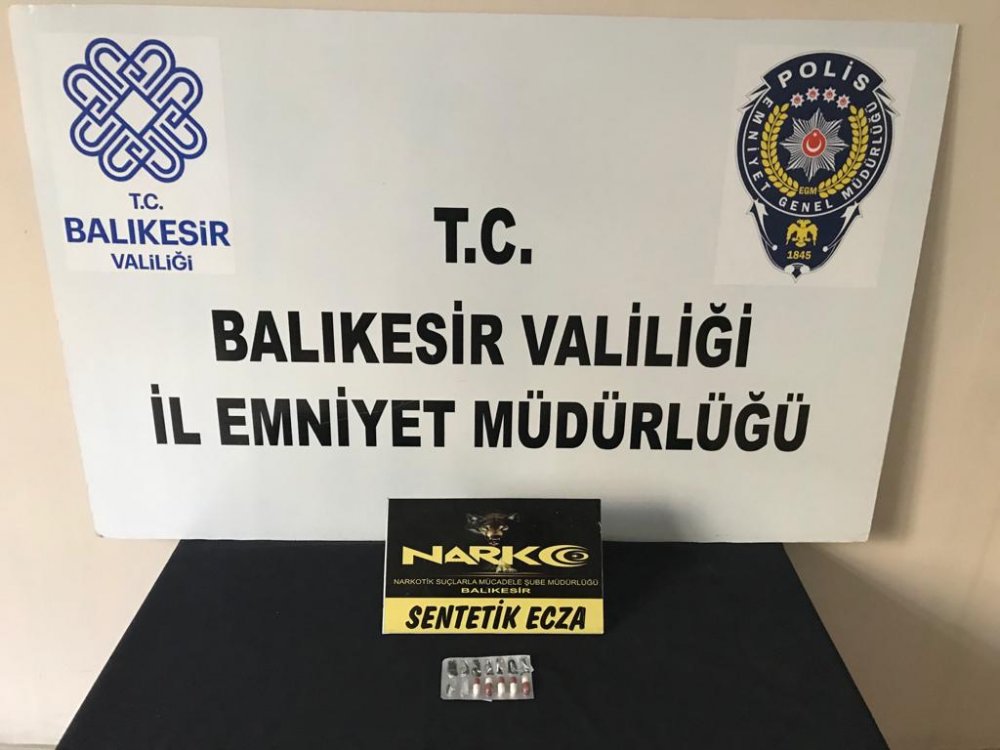 T.C.
BALIKESİR
VALİLİĞİ
POLİS
EMNİYET GENEL MÜDÜRLÜĞÜ
EGM
1845
T.C.
BALIKESİR VALİLİĞİ
İL EMNİYET MÜDÜRLÜĞÜ
NARKO
NARKOTİK SUÇLARLA MÜCADELE ŞUBE MÜDÜRLÜĞÜ
BALIKESİR
SENTETİK ECZA